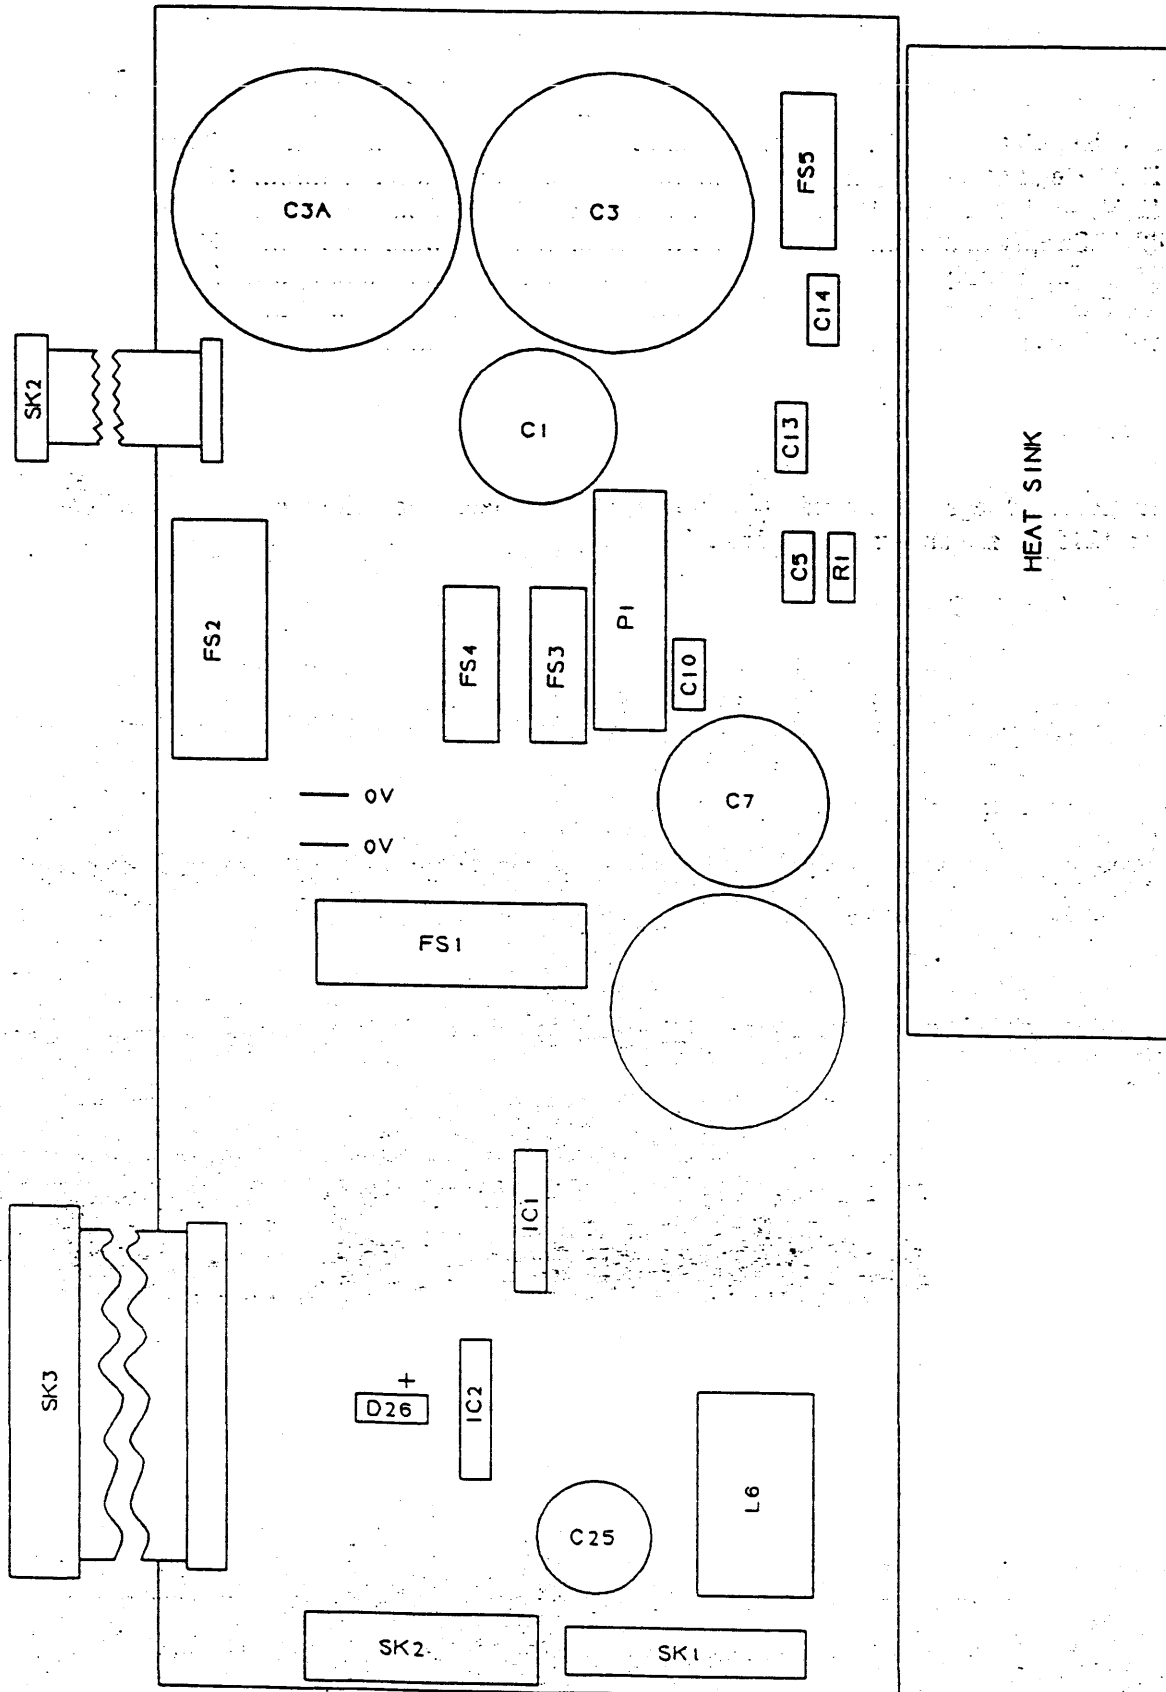 C3A
C3
FS5
C14
SK2
C1
C13
HEAT SINK
C5
R1
P1
FS2
FS4
FS3
C10
0V
C7
0V
FS1
IC1
SK3
D26
+
IC2
L6
C25
SK2
SK1